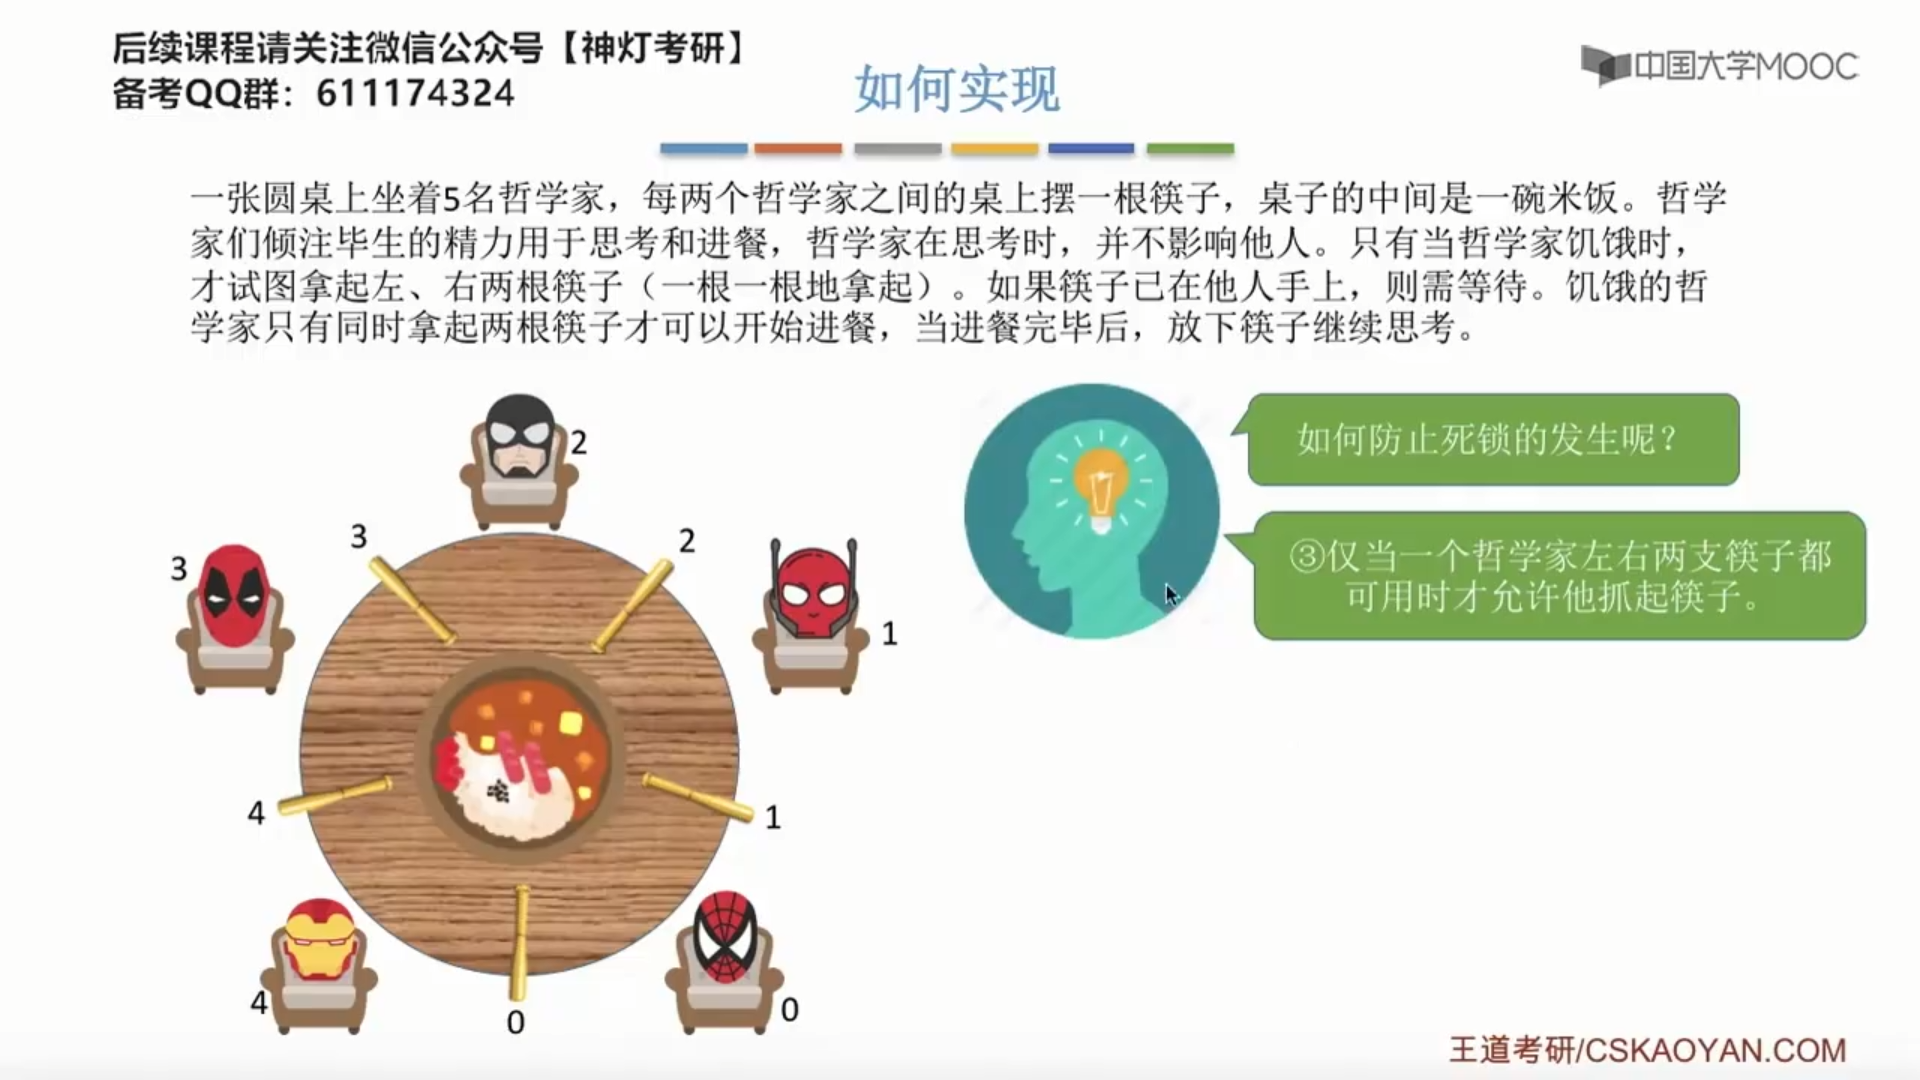 后续课程请关注微信公众号【神灯考研】
备考QQ群：611174324
中国大学MOOC
如何实现
一张圆桌上坐着5名哲学家，每两个哲学家之间的桌上摆一根筷子，桌子的中间是一碗米饭。哲学
家们倾注毕生的精力用于思考和进餐，哲学家在思考时，并不影响他人。只有当哲学家饥饿时，
才试图拿起左、右两根筷子（一根一根地拿起）。如果筷子已在他人手上，则需等待。饥饿的哲
学家只有同时拿起两根筷子才可以开始进餐，当进餐完毕后，放下筷子继续思考。
如何防止死锁的发生呢？
③仅当一个哲学家左右两支筷子都
可用时才允许他抓起筷子。
2
3
2
3
1
4
1
4
0
0
王道考研/CSKAOYAN.COM